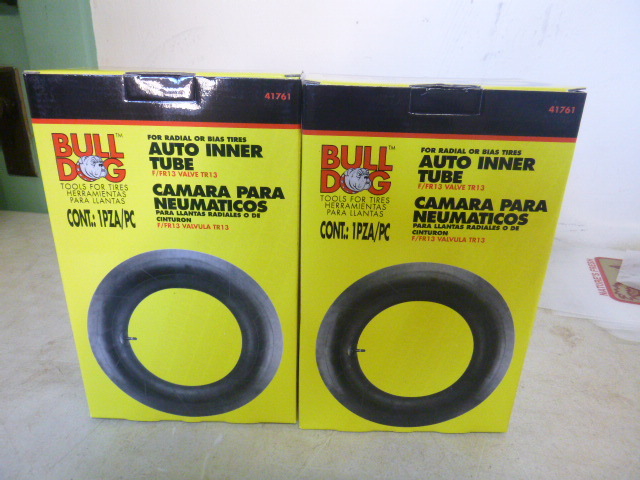 41761
BULL DOG™
TOOLS FOR TIRES
HERRAMIENTAS
PARA LLANTAS
CONT.: 1PZA/PC
FOR RADIAL OR BIAS TIRES
AUTO INNER
TUBE
F/FR13 VALVE TR13
CAMARA PARA
NEUMATICOS
PARA LLANTAS RADIALES O DE
CINTURON
F/FR13 VALVULA TR13
41761
BULL DOG™
TOOLS FOR TIRES
HERRAMIENTAS
PARA LLANTAS
CONT.: 1PZA/PC
FOR RADIAL OR BIAS TIRES
AUTO INNER
TUBE
F/FR13 VALVE TR13
CAMARA PARA
NEUMATICOS
PARA LLANTAS RADIALES O DE
CINTURON
F/FR13 VALVULA TR13